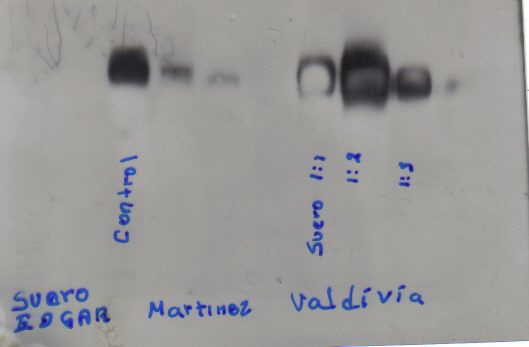 Control
Suero 1:1
1:2
1:3
Suero
EDGAR
Martinez
Valdivia